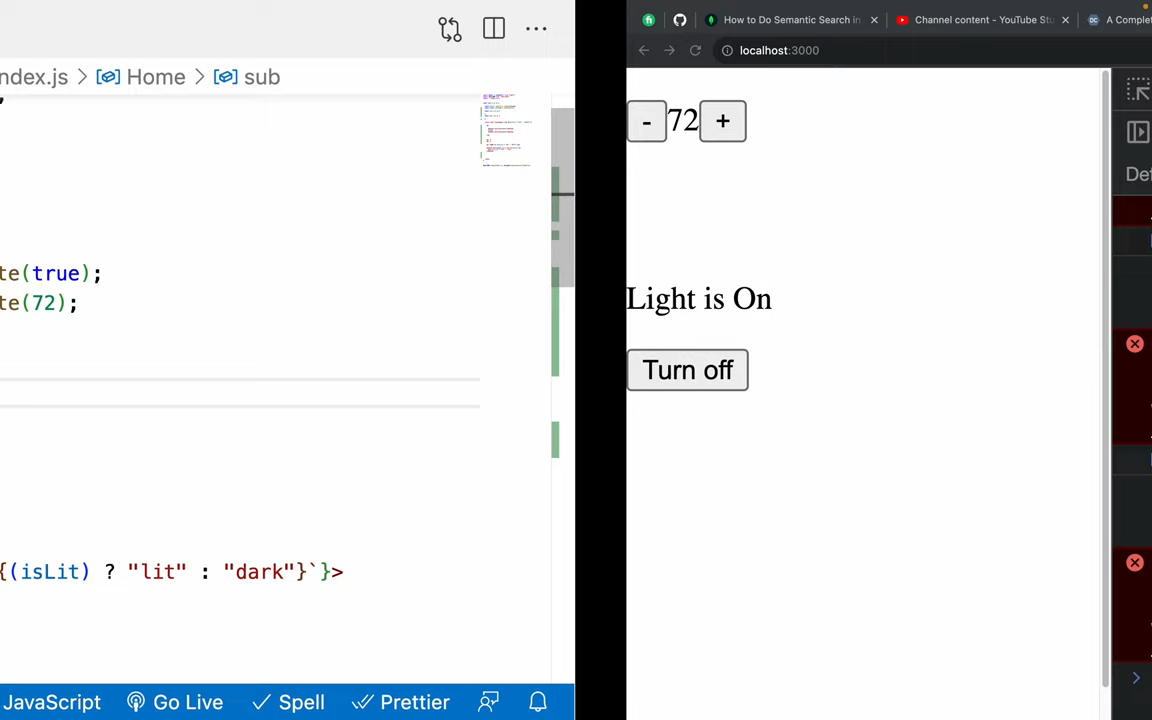 ndex.js > Home > sub
te(true);
te(72);
{(isLit) ? "lit" : "dark"}`}>
JavaScript Go Live Spell Prettier
How to Do Semantic Search in
Channel content - YouTube Stu
A Complet
localhost:3000
- 72 +
Light is On
Turn off
Def